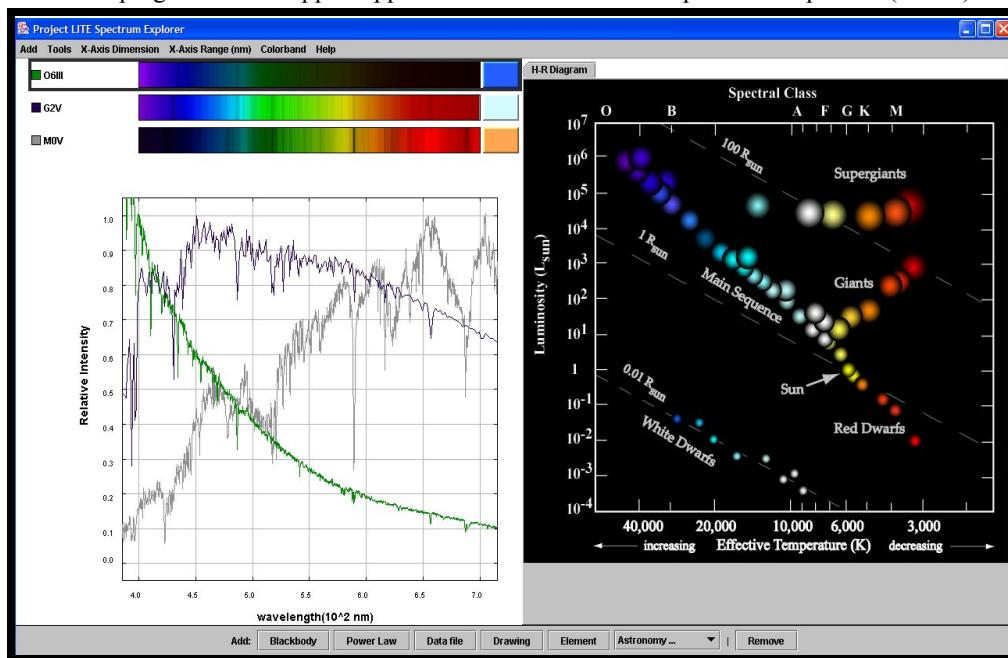 Project LITE Spectrum Explorer
Add Tools X-Axis Dimension X-Axis Range (nm) Colorband Help
O6III
G2V
M0V
Relative Intensity
1.0
0.9
0.8
0.7
0.6
0.5
0.4
0.3
0.2
0.1
0.0
4.0 4.5 5.0 5.5 6.0 6.5 7.0
wavelength(10^2 nm)
H-R Diagram
Spectral Class
O B A F G K M
Luminosity (Lsun)
10^7
10^6
10^5
10^4
10^3
10^2
10^1
1
10^-1
10^-2
10^-3
10^-4
100 Rsun
Supergiants
1 Rsun
Giants
Main Sequence
Sun
0.01 Rsun
White Dwarfs
Red Dwarfs
40,000 20,000 10,000 6,000 3,000
increasing Effective Temperature (K) decreasing
Add: Blackbody Power Law Data file Drawing Element Astronomy ... | Remove